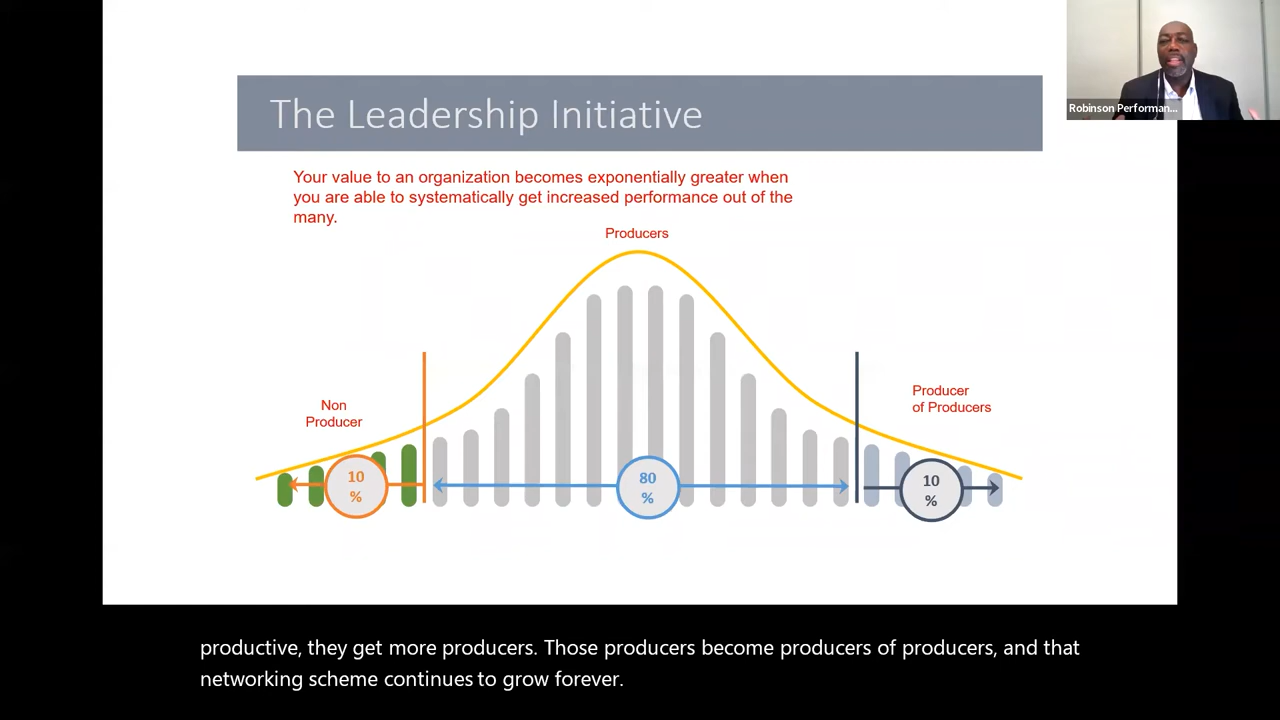 The Leadership Initiative
Robinson Performan...
Your value to an organization becomes exponentially greater when
you are able to systematically get increased performance out of the
many.
Producers
Non
Producer
Producer
of Producers
10
%
80
%
10
%
productive, they get more producers. Those producers become producers of producers, and that
networking scheme continues to grow forever.